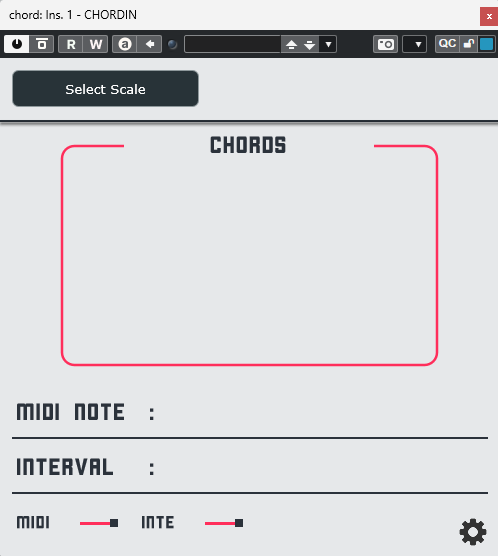 chord: Ins. 1 - CHORDIN
R W a QC
Select Scale
CHORDS
MIDI NOTE :
INTERVAL :
MIDI INTE